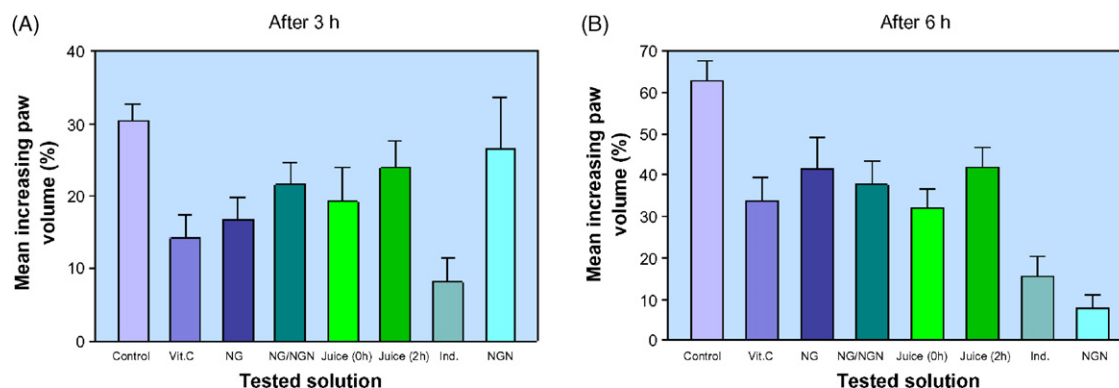 (A)
After 3 h
Mean increasing paw
volume (%)
40
30
20
10
0
Control Vit.C NG NG/NGN Juice (0h) Juice (2h) Ind. NGN
Tested solution
(B)
After 6 h
Mean increasing paw
volume (%)
70
60
50
40
30
20
10
0
Control Vit.C NG NG/NGN Juice (0h) Juice (2h) Ind. NGN
Tested solution